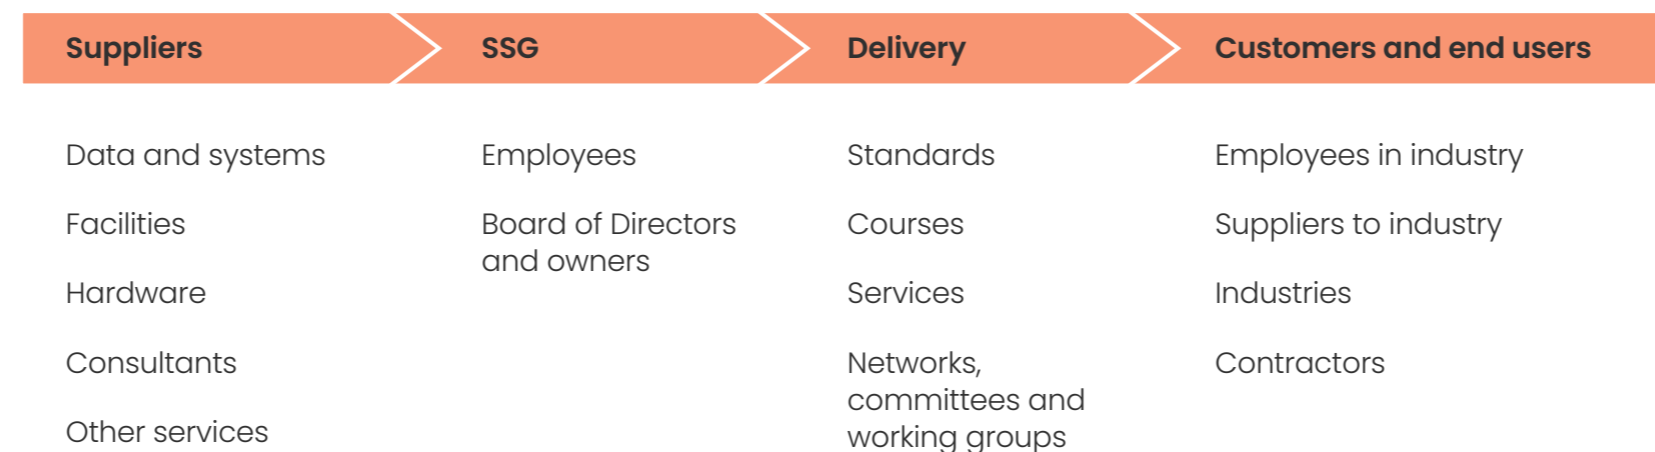 Suppliers
SSG
Delivery
Customers and end users
Data and systems
Facilities
Hardware
Consultants
Other services
Employees
Board of Directors
and owners
Standards
Courses
Services
Networks,
committees and
working groups
Employees in industry
Suppliers to industry
Industries
Contractors